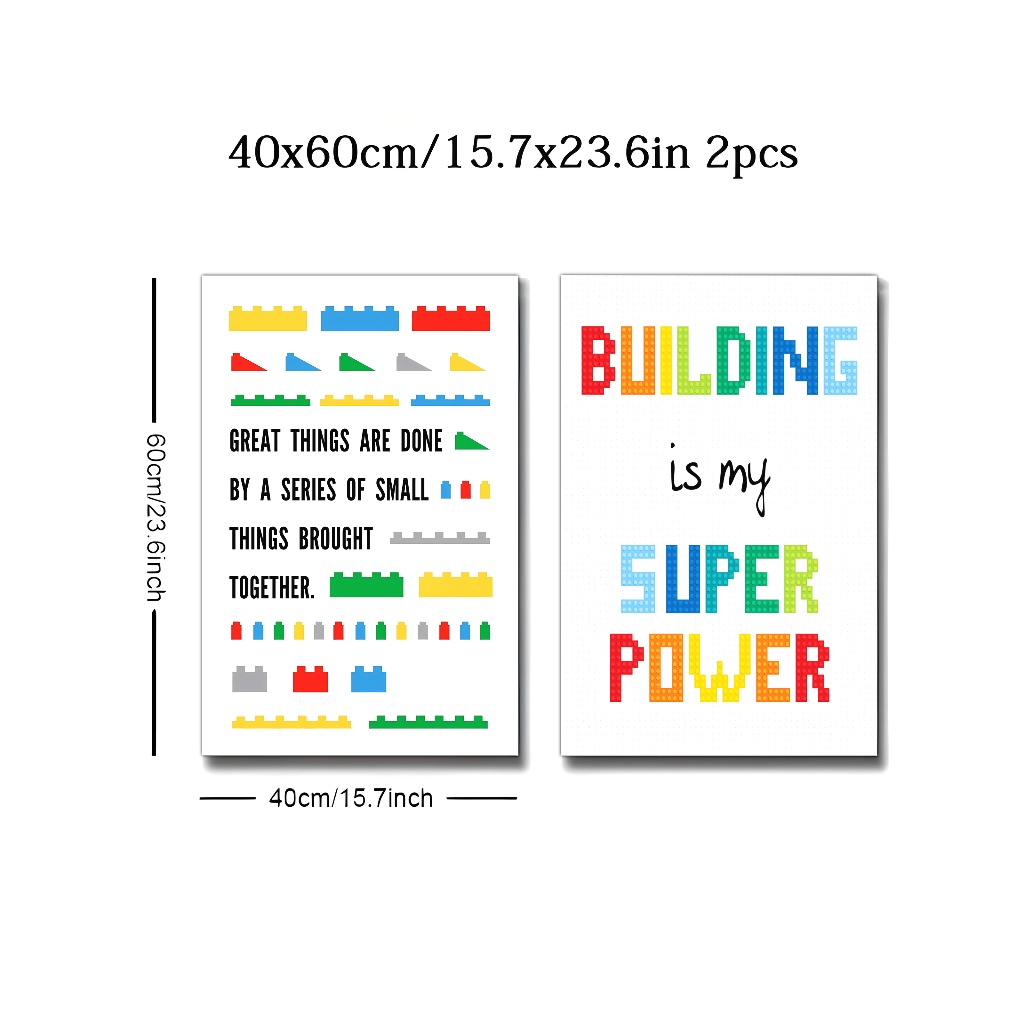 40x60cm/15.7x23.6in 2pcs
60cm/23.6inch
GREAT THINGS ARE DONE
BY A SERIES OF SMALL
THINGS BROUGHT
TOGETHER.
40cm/15.7inch
BUILDING
is my
SUPER
POWER